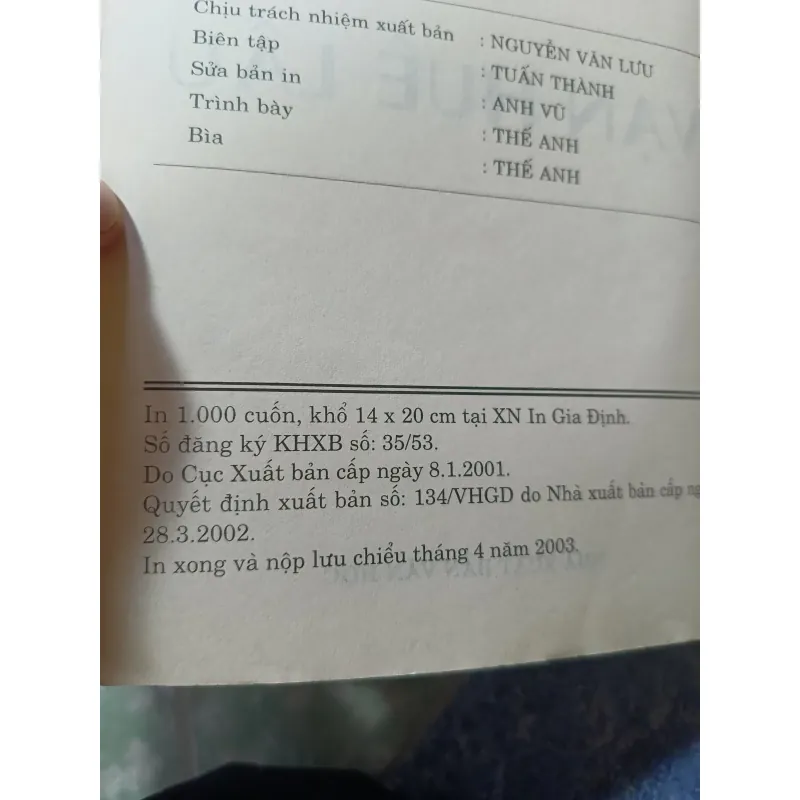 Chịu trách nhiệm xuất bản : NGUYỄN VĂN LƯU
Biên tập : TUẤN THÀNH
Sửa bản in : ANH VŨ
Trình bày : THẾ ANH
Bìa : THẾ ANH
In 1.000 cuốn, khổ 14 x 20 cm tại XN In Gia Định.
Số đăng ký KHXB số: 35/53.
Do Cục Xuất bản cấp ngày 8.1.2001.
Quyết định xuất bản số: 134/VHGD do Nhà xuất bản cấp
28.3.2002.
In xong và nộp lưu chiểu tháng 4 năm 2003.